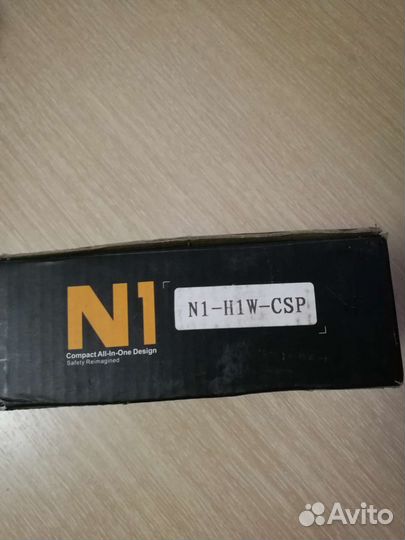 N1
Compact All-In-One Design
Safety Reimagined
N1-H1W-CSP
Avito